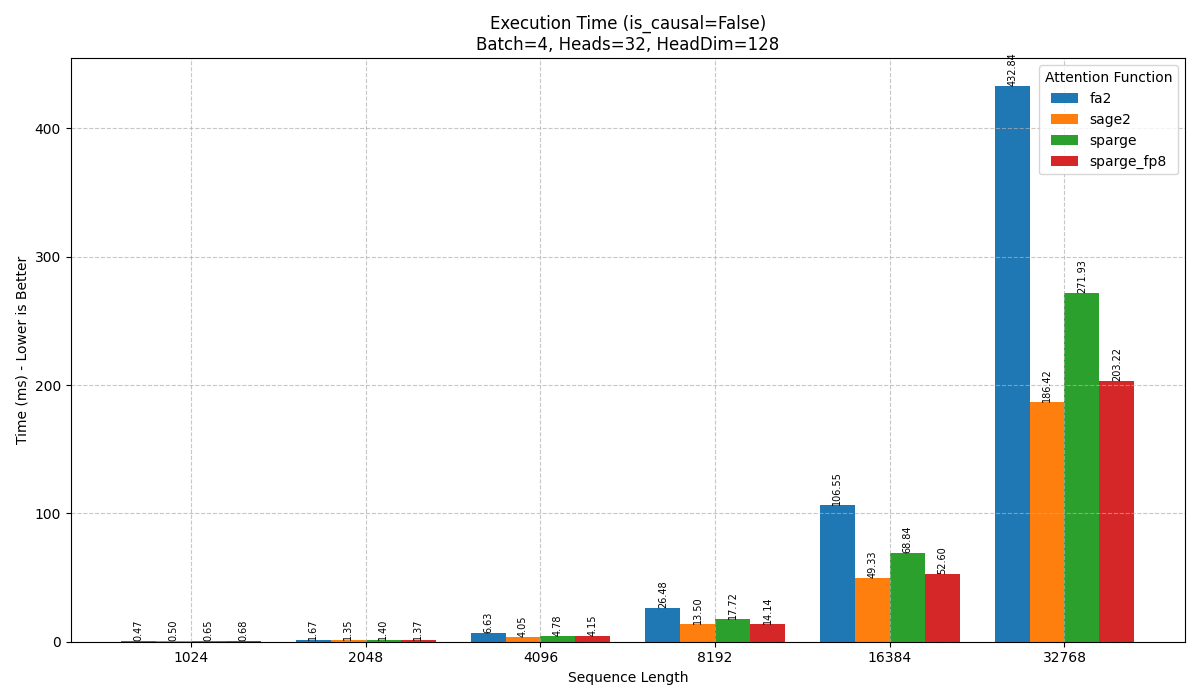 Execution Time (is_causal=False)
Batch=4, Heads=32, HeadDim=128
Time (ms) - Lower is Better
400
300
200
100
0
0.47
0.50
0.65
0.68
1.67
1.35
1.40
1.37
6.63
4.05
4.78
4.15
26.48
13.50
17.72
14.14
106.55
49.33
68.84
52.60
432.84
186.42
271.93
203.22
Attention Function
fa2
sage2
sparge
sparge_fp8
1024 2048 4096 8192 16384 32768
Sequence Length